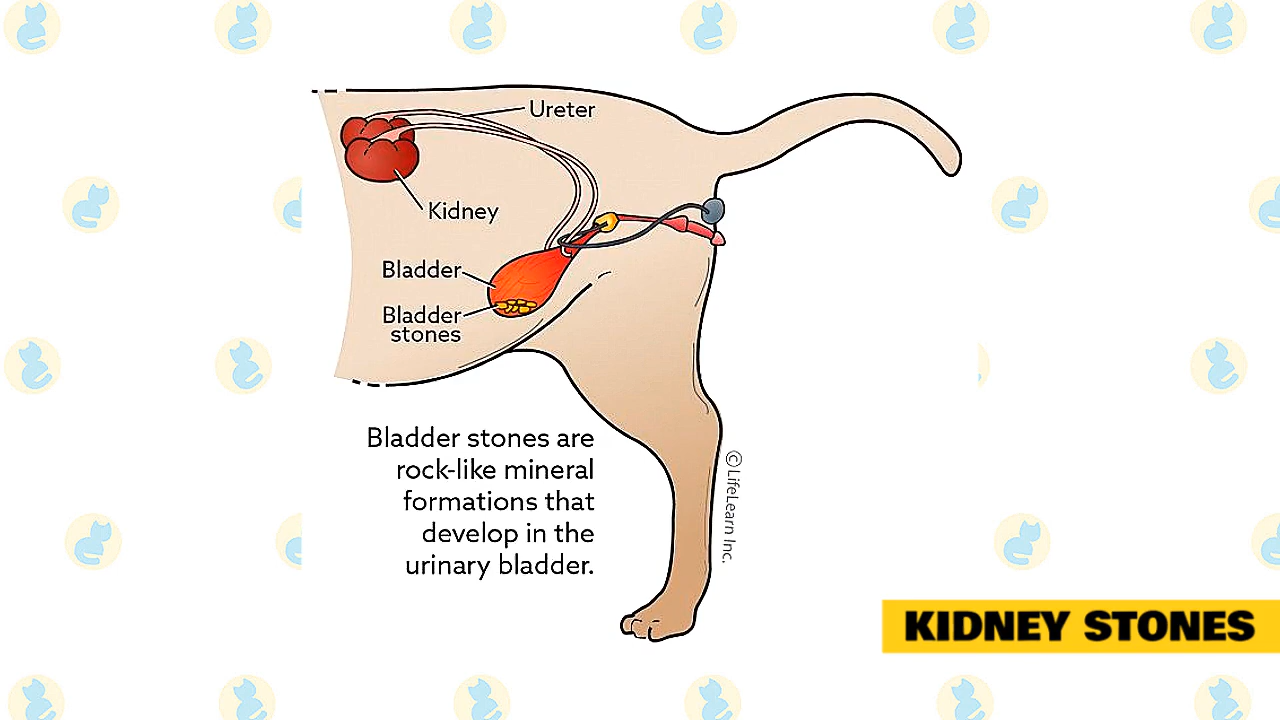 Ureter
Kidney
Bladder
Bladder
stones
Bladder stones are
rock-like mineral
formations that
develop in the
urinary bladder.
© LifeLearn Inc.
KIDNEY STONES